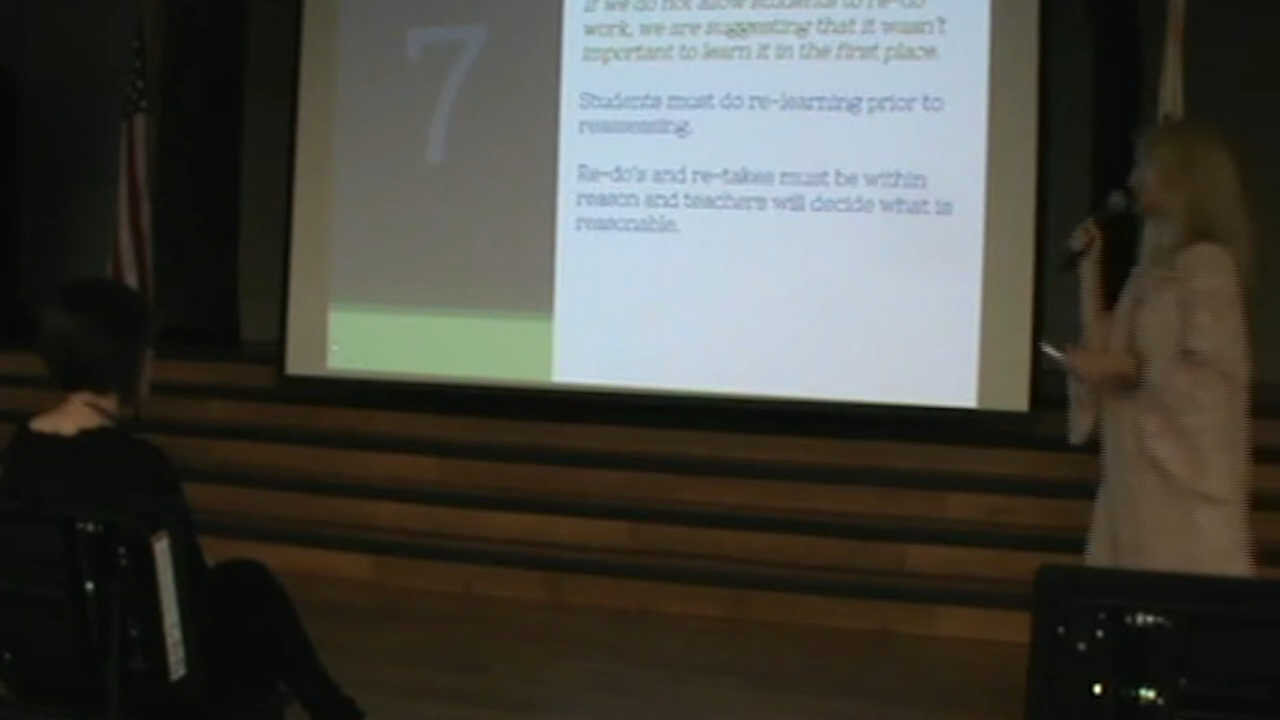 7
If we do not allow students to re-do
work, we are suggesting that it wasn't
important to learn it in the first place.
Students must do re-learning prior to
reassessing.
Re-do's and re-takes must be within
reason and teachers will decide what is
reasonable.